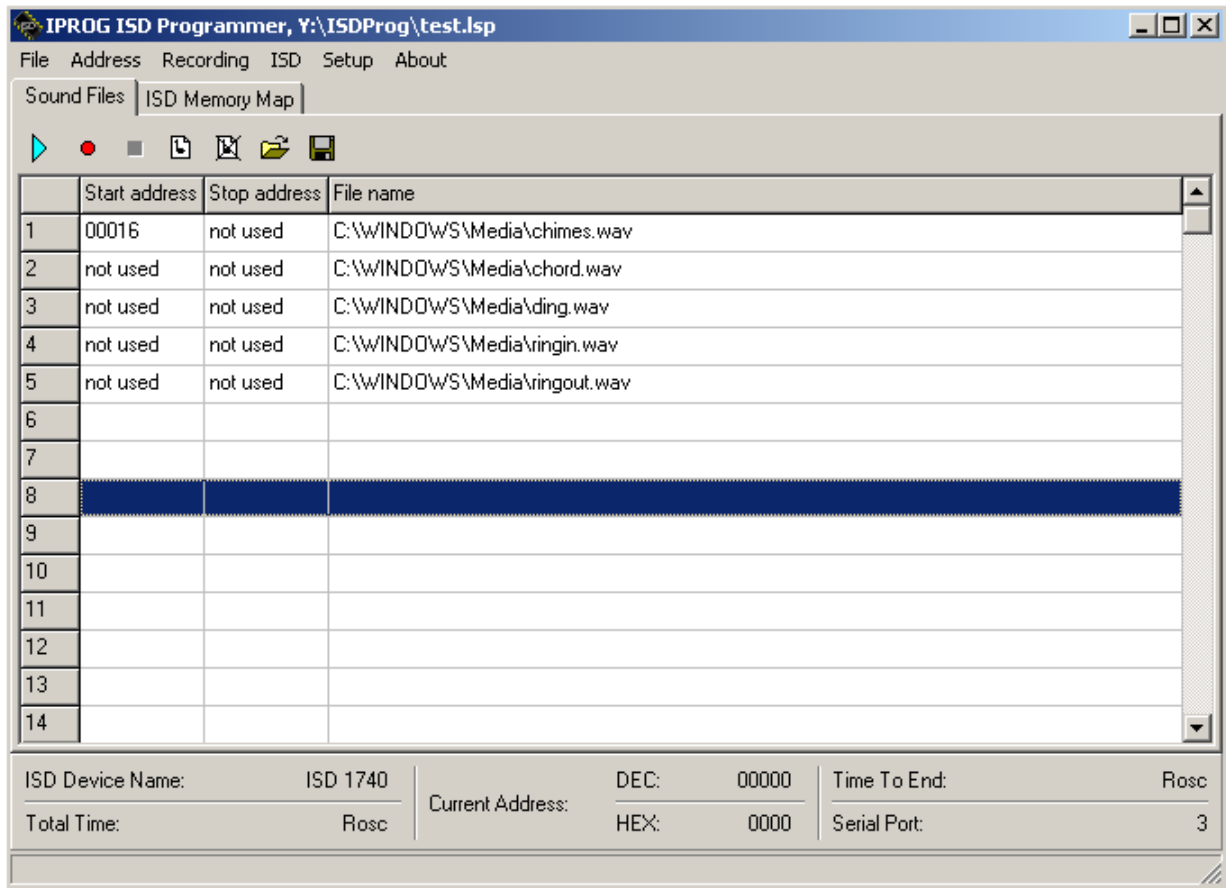 IPROG ISD Programmer, Y:\ISDProg\test.lsp
File Address Recording ISD Setup About
Sound Files ISD Memory Map
Start address Stop address File name
1 00016 not used C:\WINDOWS\Media\chimes.wav
2 not used not used C:\WINDOWS\Media\chord.wav
3 not used not used C:\WINDOWS\Media\ding.wav
4 not used not used C:\WINDOWS\Media\ringin.wav
5 not used not used C:\WINDOWS\Media\ringout.wav
6
7
8
9
10
11
12
13
14
ISD Device Name: ISD 1740
Total Time: Rosc
Current Address:
DEC: 00000
HEX: 0000
Time To End: Rosc
Serial Port: 3